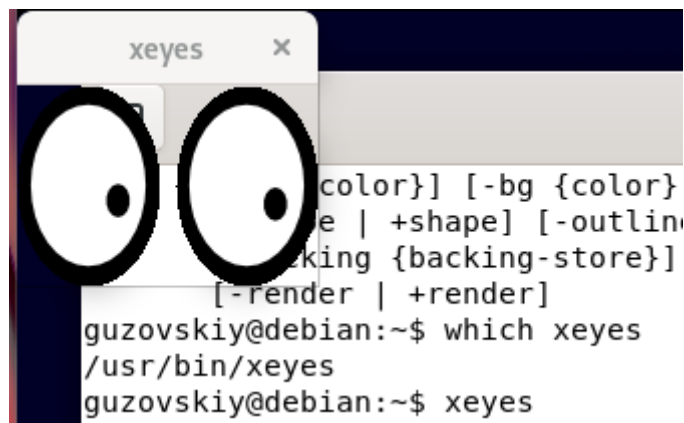 xeyes ×
color}] [-bg {color}
e | +shape] [-outline
king {backing-store}]
[-render | +render]
guzovskiy@debian:~$ which xeyes
/usr/bin/xeyes
guzovskiy@debian:~$ xeyes